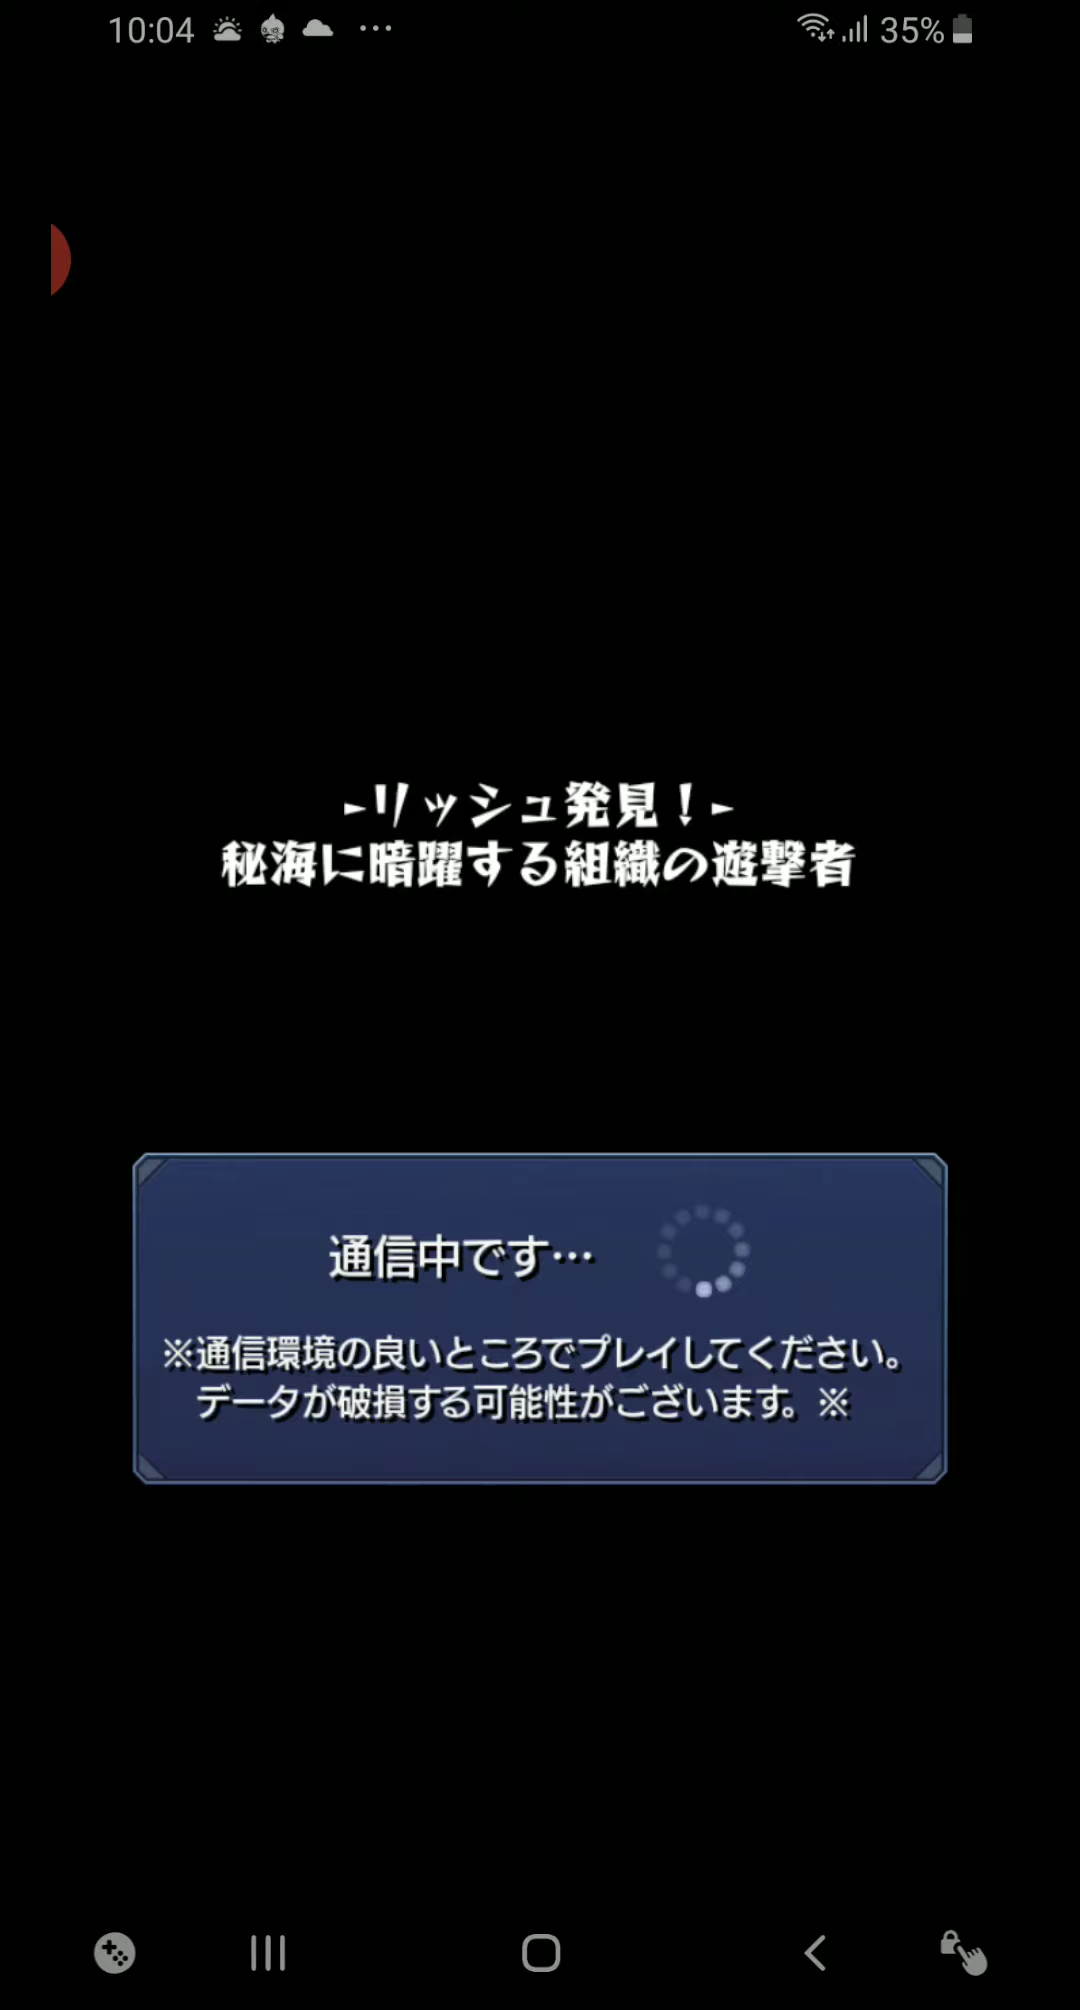 10:04
35%
-リッシュ発見！-
秘海に暗躍する組織の遊撃者
通信中です…
※通信環境の良いところでプレイしてください。
データが破損する可能性がございます。※